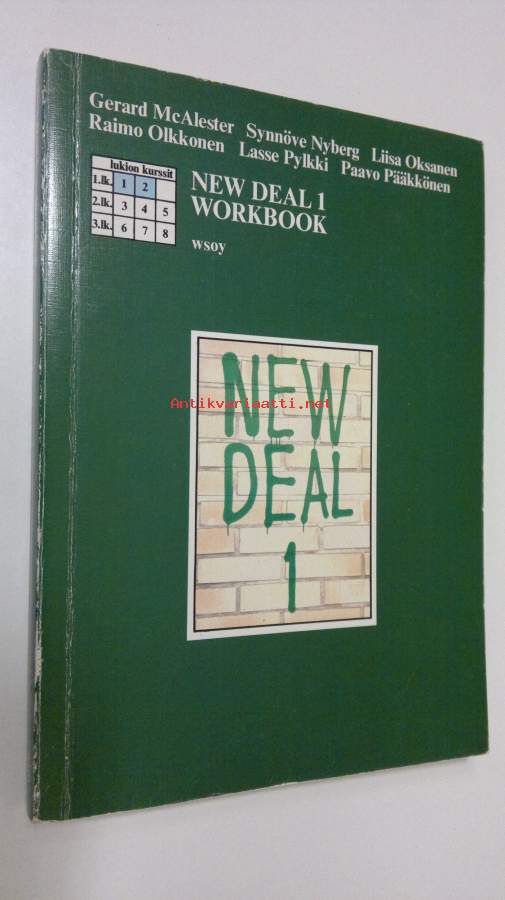 Gerard McAlester Synnöve Nyberg Liisa Oksanen
Raimo Olkkonen Lasse Pylkki Paavo Pääkkönen
lukion kurssit
1.lk. 1 2
2.lk. 3 4 5
3.lk. 6 7 8
NEW DEAL 1
WORKBOOK
wsoy
NEW
Antikvariaatti.net
DEAL
1